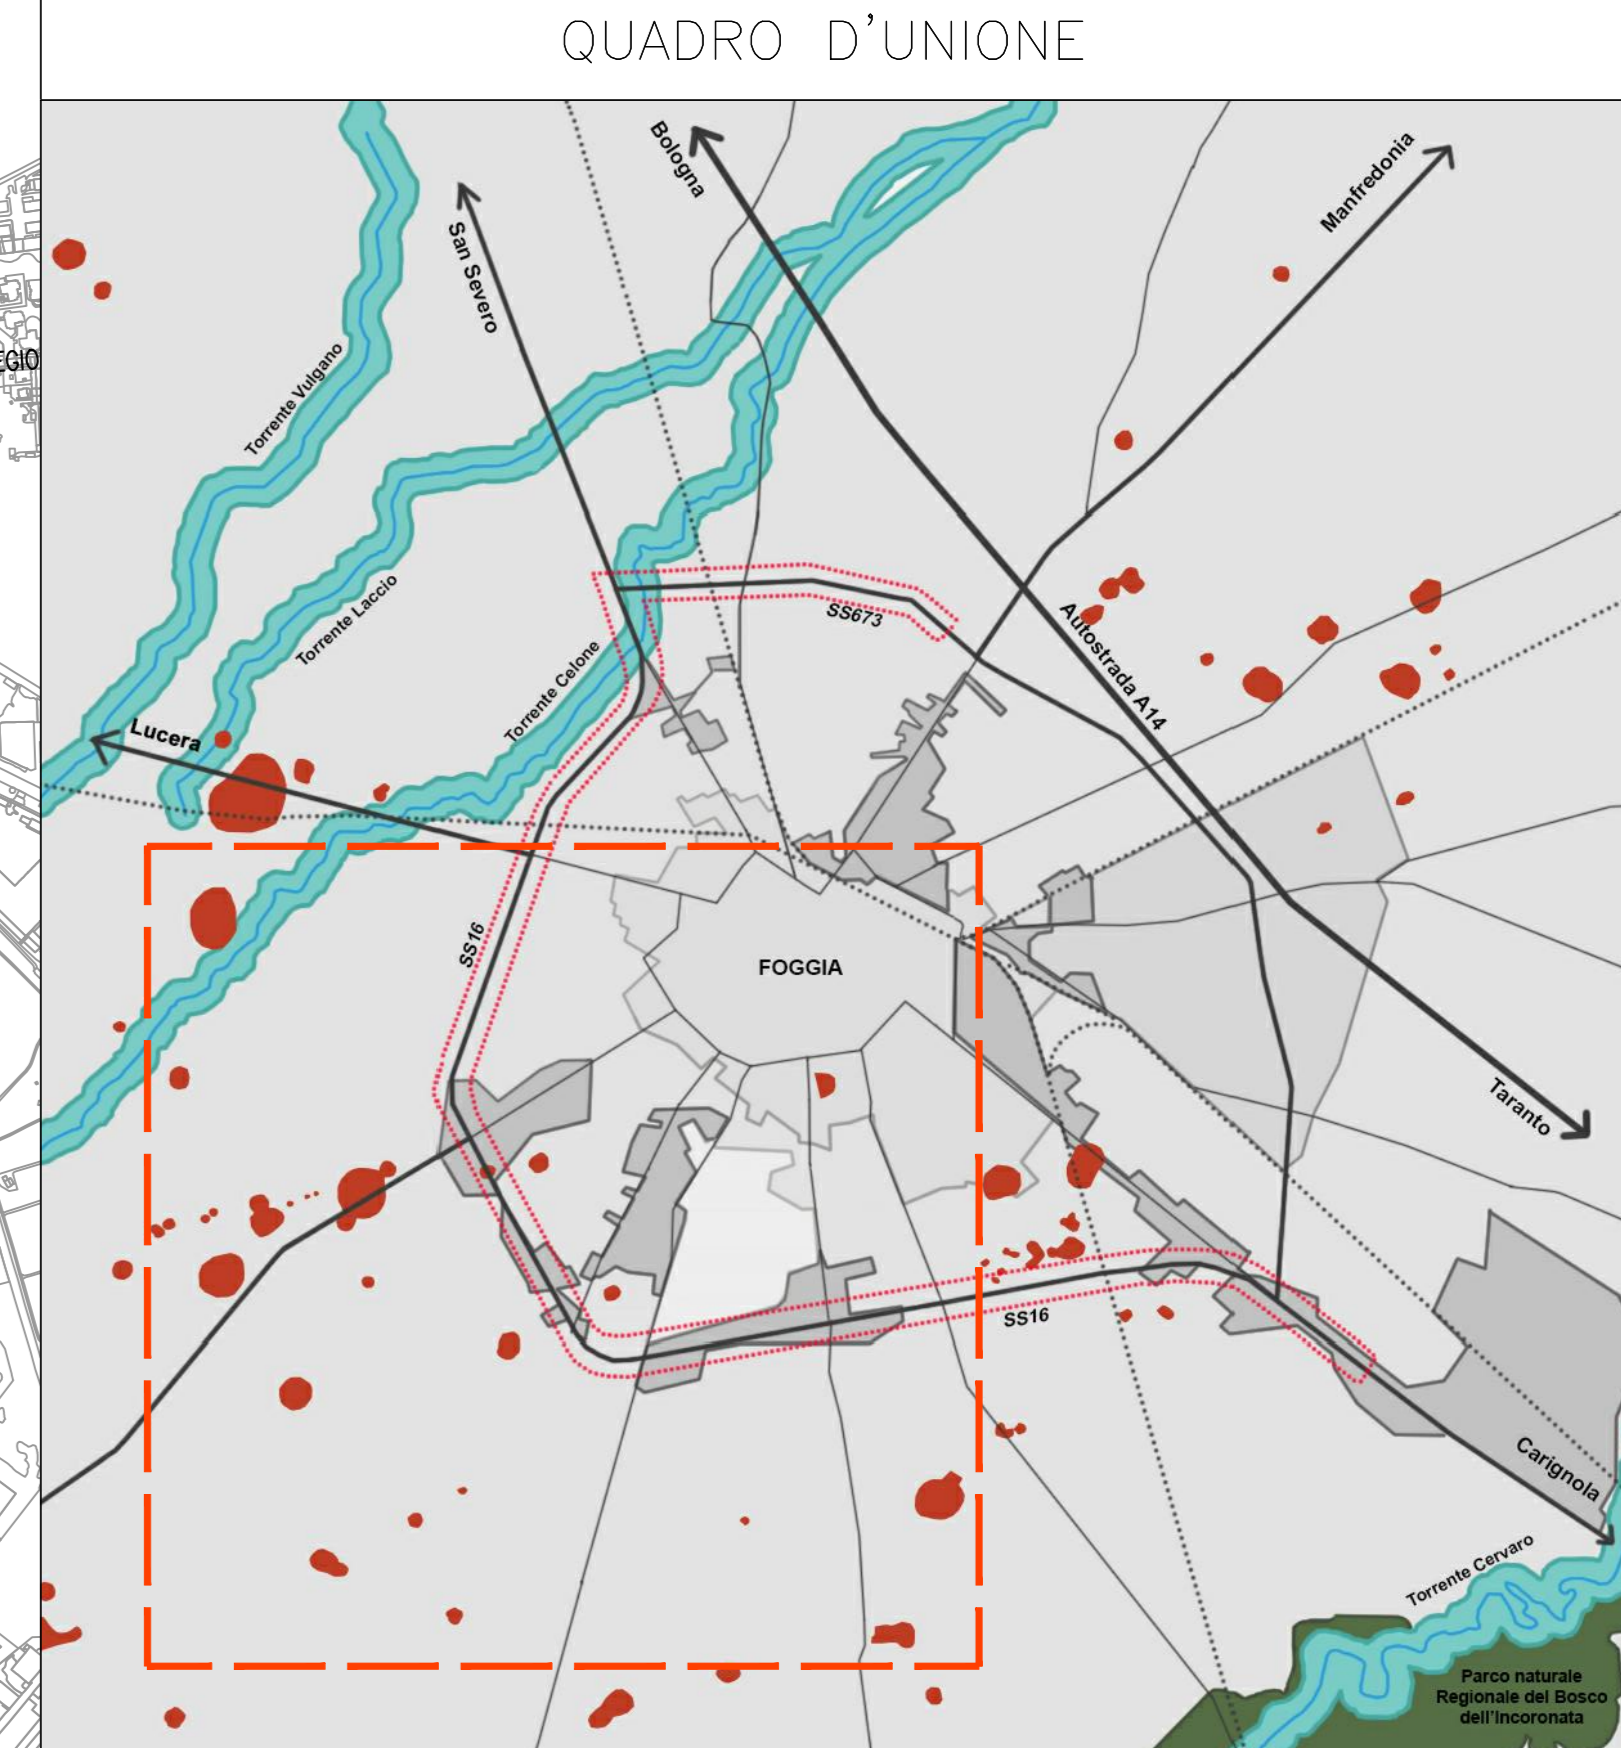 QUADRO D'UNIONE
Bologna
Manfredonia
San Severo
EGIO
Torrente Vulgano
Torrente Laccio
SS673
Autostrada A14
Torrente Celone
Lucera
SS16
FOGGIA
Taranto
SS16
Carignola
Torrente Cervaro
Parco naturale
Regionale del Bosco
dell'Incoronata